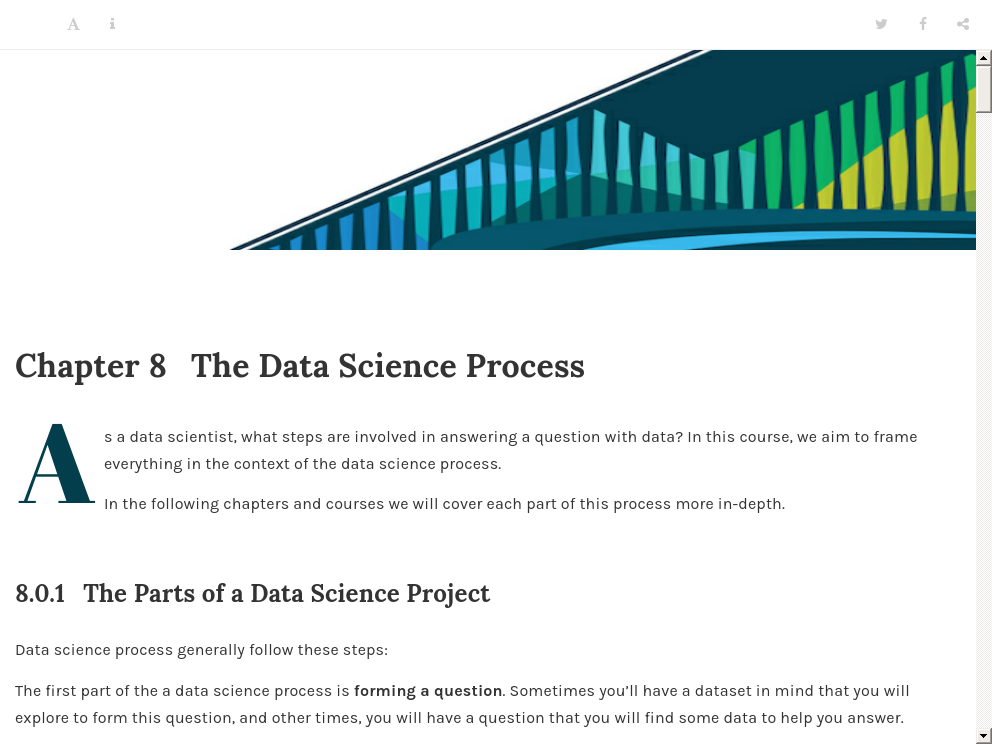 A
Chapter 8 The Data Science Process
As a data scientist, what steps are involved in answering a question with data? In this course, we aim to frame
everything in the context of the data science process.
In the following chapters and courses we will cover each part of this process more in-depth.
8.0.1 The Parts of a Data Science Project
Data science process generally follow these steps:
The first part of the a data science process is forming a question. Sometimes you’ll have a dataset in mind that you will
explore to form this question, and other times, you will have a question that you will find some data to help you answer.